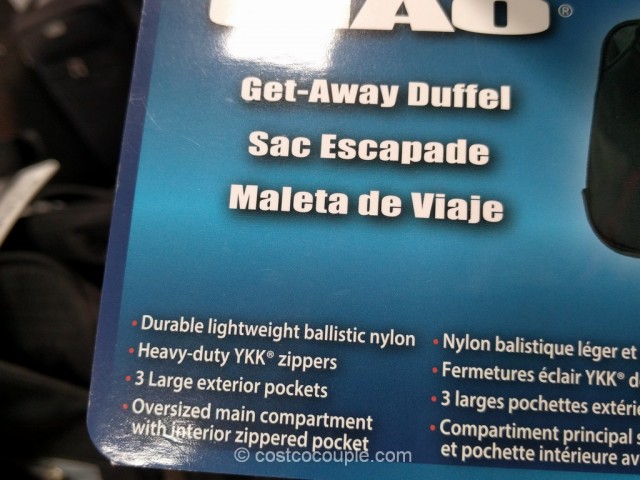 CIAO®
Get-Away Duffel
Sac Escapade
Maleta de Viaje
• Durable lightweight ballistic nylon
• Heavy-duty YKK® zippers
• 3 Large exterior pockets
• Oversized main compartment
with interior zippered pocket
• Nylon balistique léger et
• Fermetures éclair YKK®
• 3 larges pochettes
• Compartiment principal
et pochette intérieure
© costcocouple.com